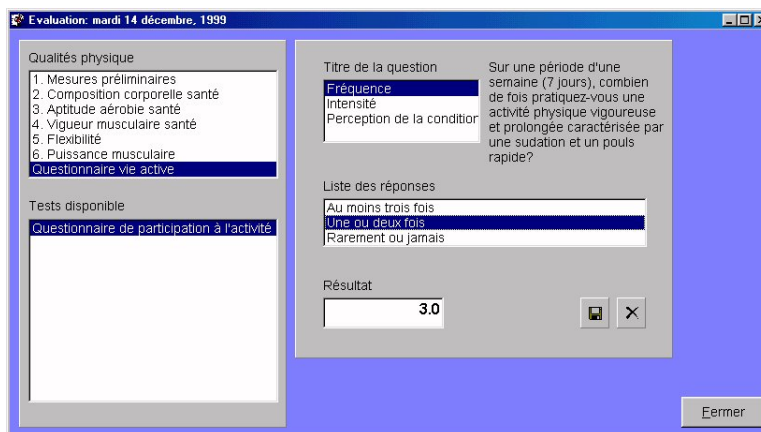 Evaluation: mardi 14 décembre, 1999
Qualités physique
1. Mesures préliminaires
2. Composition corporelle santé
3. Aptitude aérobie santé
4. Vigueur musculaire santé
5. Flexibilité
6. Puissance musculaire
Questionnaire vie active
Tests disponible
Questionnaire de participation à l'activité
Titre de la question
Fréquence
Intensité
Perception de la condition
Sur une période d'une
semaine (7 jours), combien
de fois pratiquez-vous une
activité physique vigoureuse
et prolongée caractérisée par
une sudation et un pouls
rapide?
Liste des réponses
Au moins trois fois
Une ou deux fois
Rarement ou jamais
Résultat
3.0
Fermer